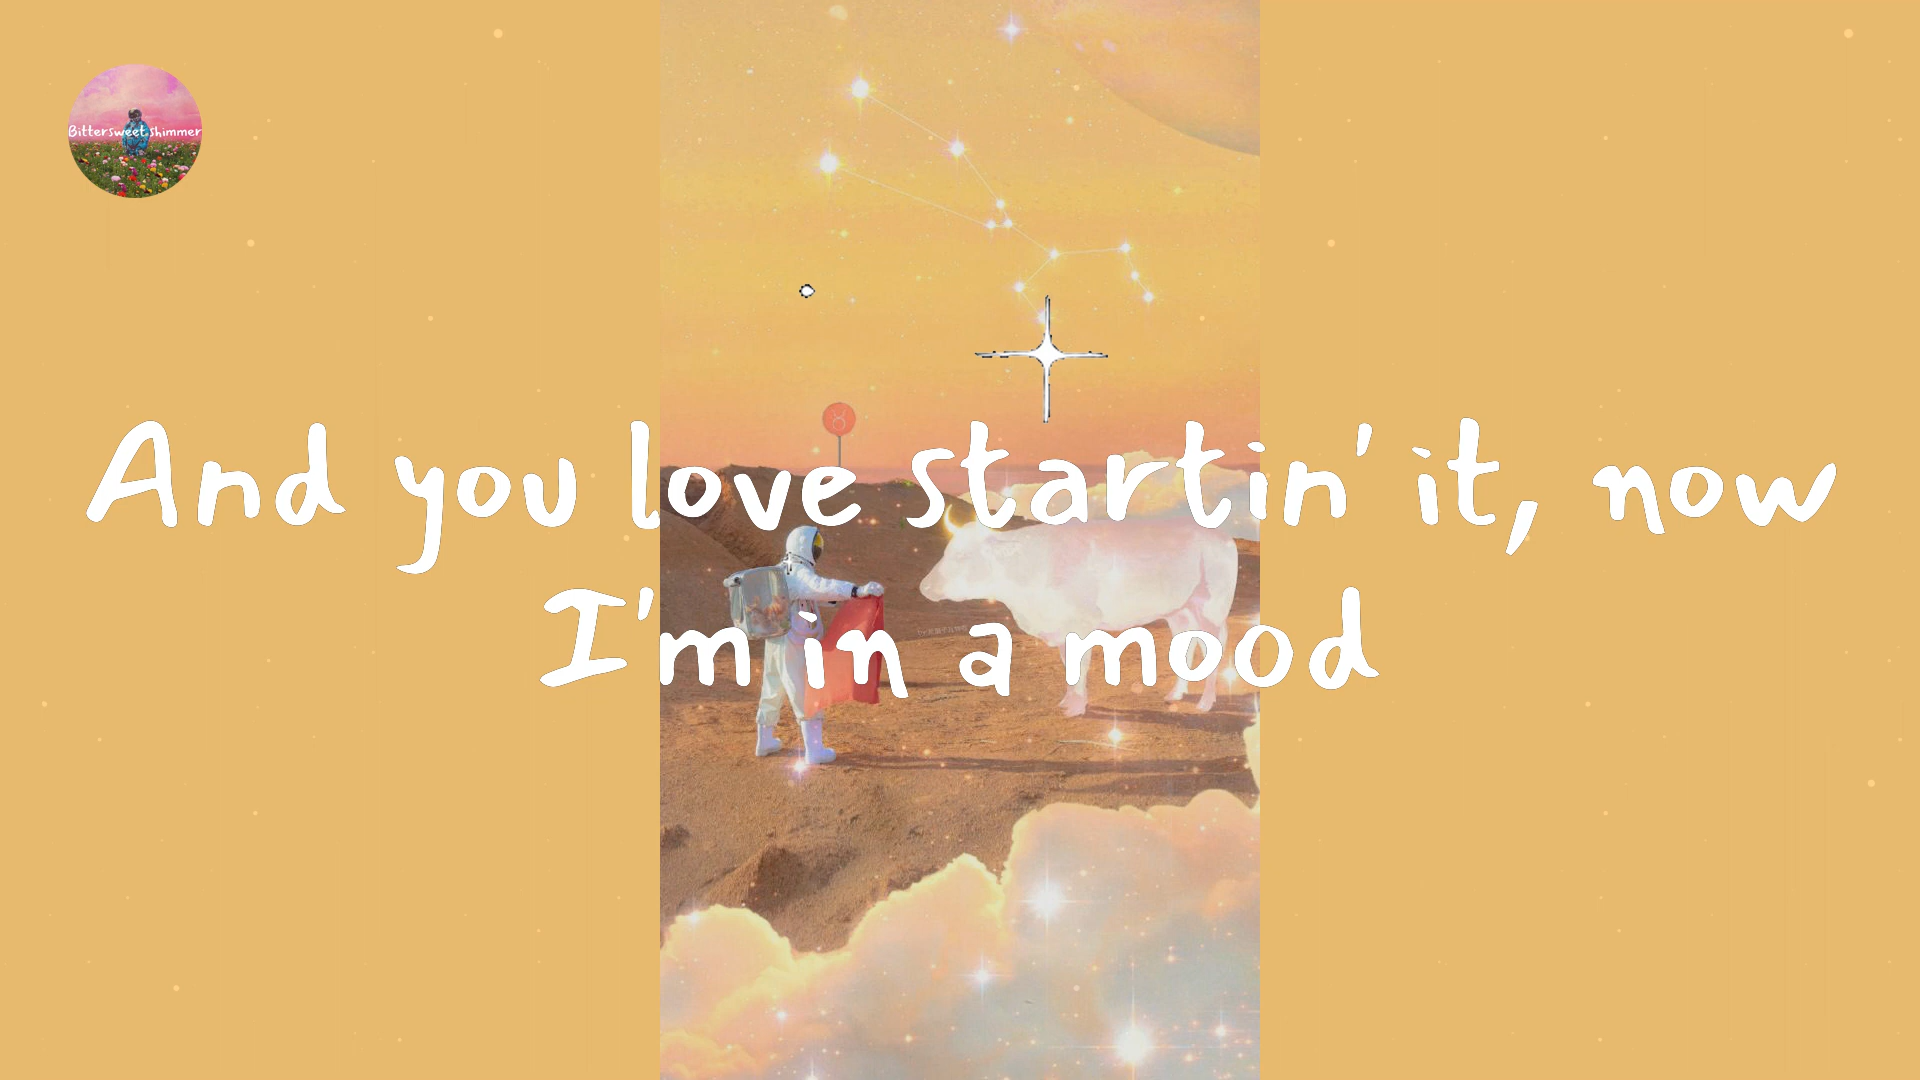 Bittersweet shimmer
And you love startin' it, now
I'm in a mood